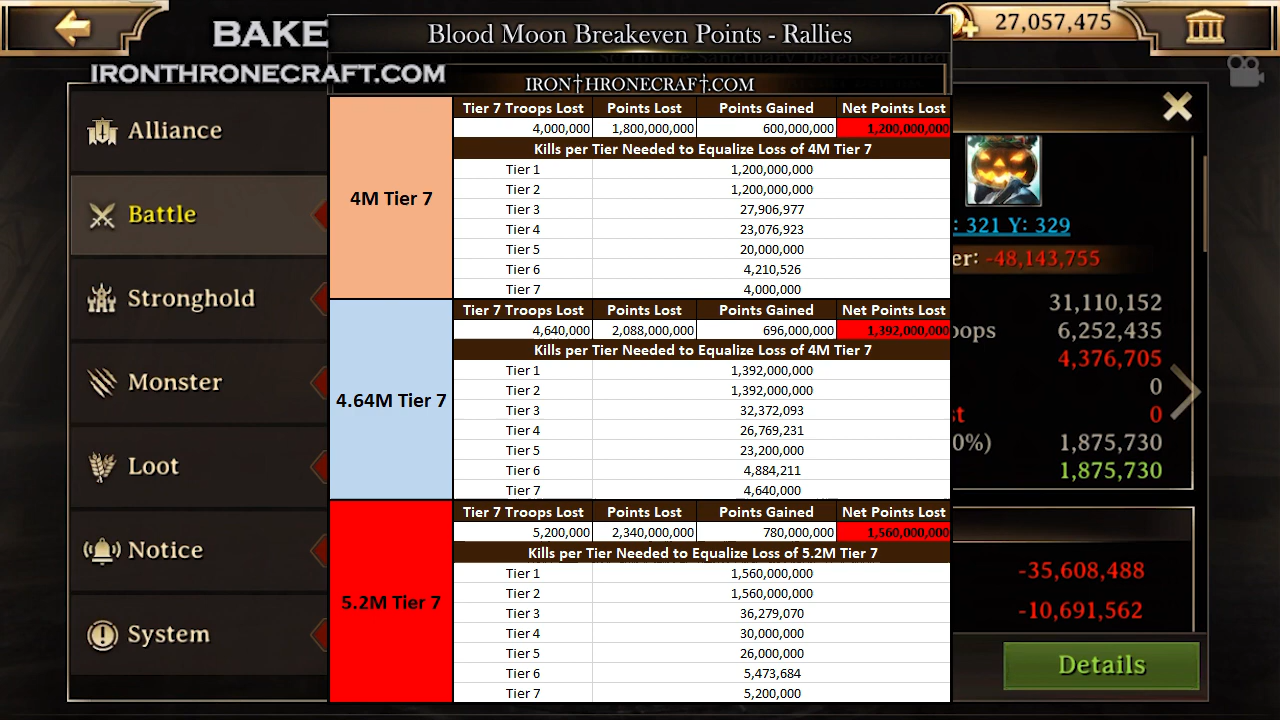 BAKE
IRONTHRONECRAFT.COM
27,057,475
Alliance
Battle
Stronghold
Monster
Loot
Notice
System
Blood Moon Breakeven Points - Rallies
IRON†HRONECRAF†.COM
4M Tier 7
Tier 7 Troops Lost Points Lost Points Gained Net Points Lost
4,000,000 1,800,000,000 600,000,000 1,200,000,000
Kills per Tier Needed to Equalize Loss of 4M Tier 7
Tier 1 1,200,000,000
Tier 2 1,200,000,000
Tier 3 27,906,977
Tier 4 23,076,923
Tier 5 20,000,000
Tier 6 4,210,526
Tier 7 4,000,000
4.64M Tier 7
Tier 7 Troops Lost Points Lost Points Gained Net Points Lost
4,640,000 2,088,000,000 696,000,000 1,392,000,000
Kills per Tier Needed to Equalize Loss of 4M Tier 7
Tier 1 1,392,000,000
Tier 2 1,392,000,000
Tier 3 32,372,093
Tier 4 26,769,231
Tier 5 23,200,000
Tier 6 4,884,211
Tier 7 4,640,000
5.2M Tier 7
Tier 7 Troops Lost Points Lost Points Gained Net Points Lost
5,200,000 2,340,000,000 780,000,000 1,560,000,000
Kills per Tier Needed to Equalize Loss of 5.2M Tier 7
Tier 1 1,560,000,000
Tier 2 1,560,000,000
Tier 3 36,279,070
Tier 4 30,000,000
Tier 5 26,000,000
Tier 6 5,473,684
Tier 7 5,200,000
: 321 Y: 329
er: -48,143,755
31,110,152
oops 6,252,435
4,376,705
0
st 0
0%) 1,875,730
1,875,730
-35,608,488
-10,691,562
Details